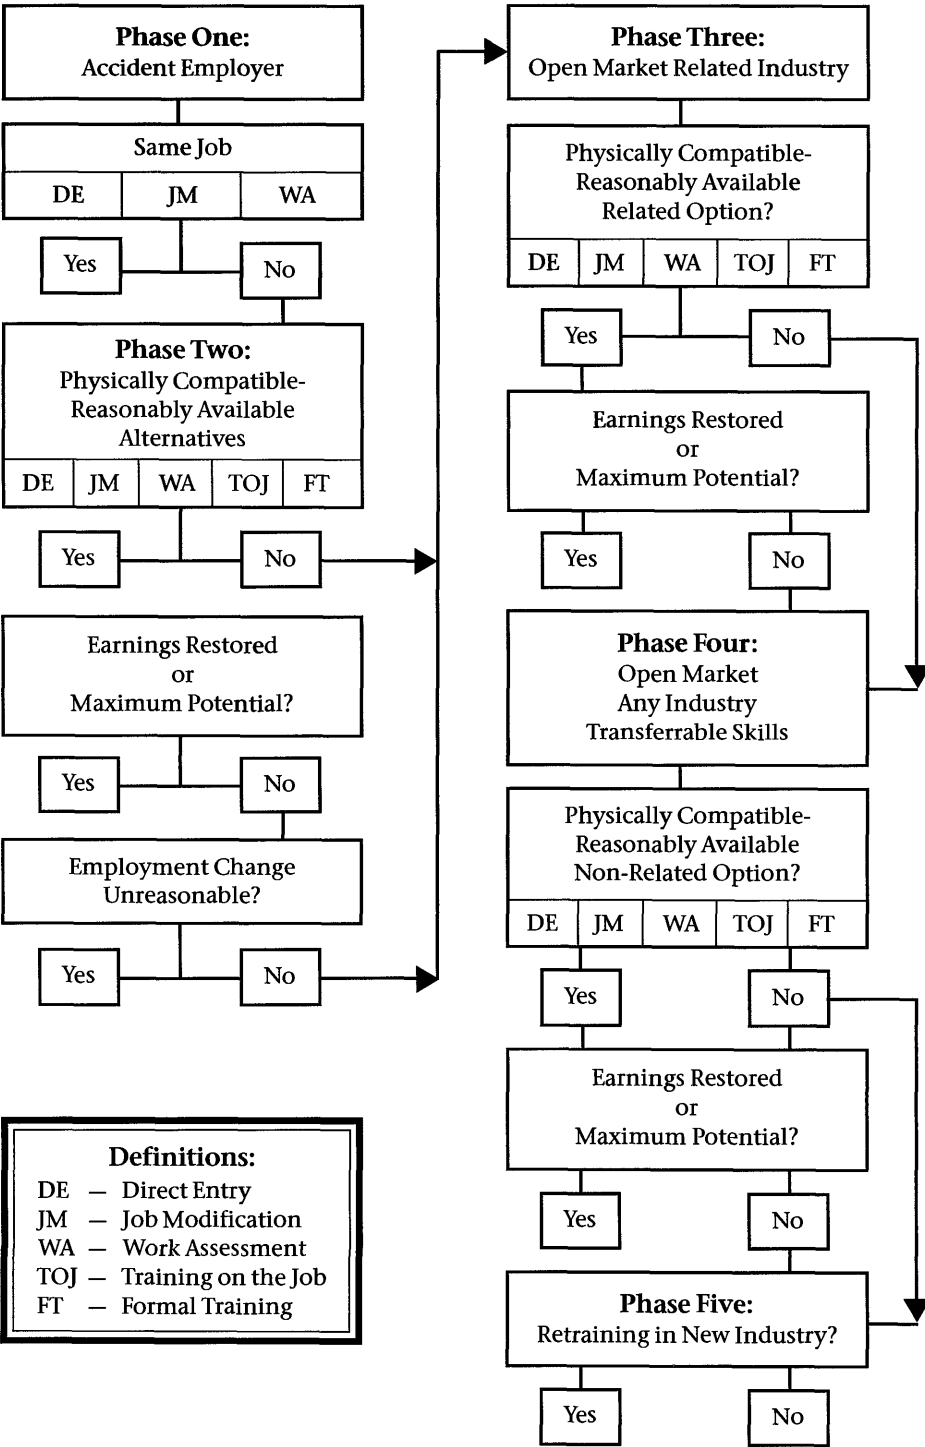 Phase One:
Accident Employer
Same Job
DE JM WA
Yes No
Phase Two:
Physically Compatible-
Reasonably Available
Alternatives
DE JM WA TOJ FT
Yes No
Earnings Restored
or
Maximum Potential?
Yes No
Employment Change
Unreasonable?
Yes No
Definitions:
DE — Direct Entry
JM — Job Modification
WA — Work Assessment
TOJ — Training on the Job
FT — Formal Training
Phase Three:
Open Market Related Industry
Physically Compatible-
Reasonably Available
Related Option?
DE JM WA TOJ FT
Yes No
Earnings Restored
or
Maximum Potential?
Yes No
Phase Four:
Open Market
Any Industry
Transferrable Skills
Physically Compatible-
Reasonably Available
Non-Related Option?
DE JM WA TOJ FT
Yes No
Earnings Restored
or
Maximum Potential?
Yes No
Phase Five:
Retraining in New Industry?
Yes No